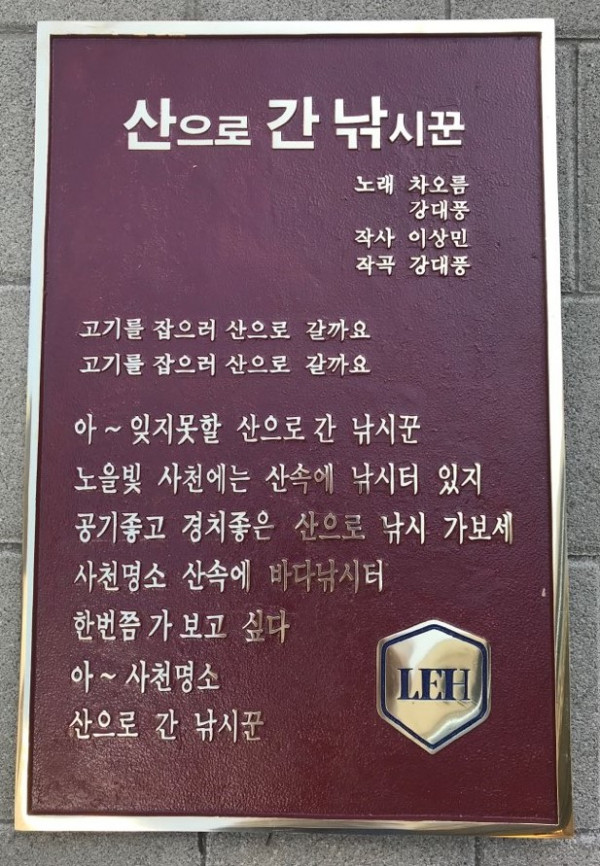 산으로 간 낚시꾼
노래 차오름
강대풍
작사 이상민
작곡 강대풍
고기를 잡으러 산으로 갈까요
고기를 잡으러 산으로 갈까요
아~ 잊지못할 산으로 간 낚시꾼
노을빛 사천에는 산속에 낚시터 있지
공기좋고 경치좋은 산으로 낚시 가보세
사천명소 산속에 바다낚시터
한번쯤 가 보고 싶다
아~ 사천명소
산으로 간 낚시꾼
LEH